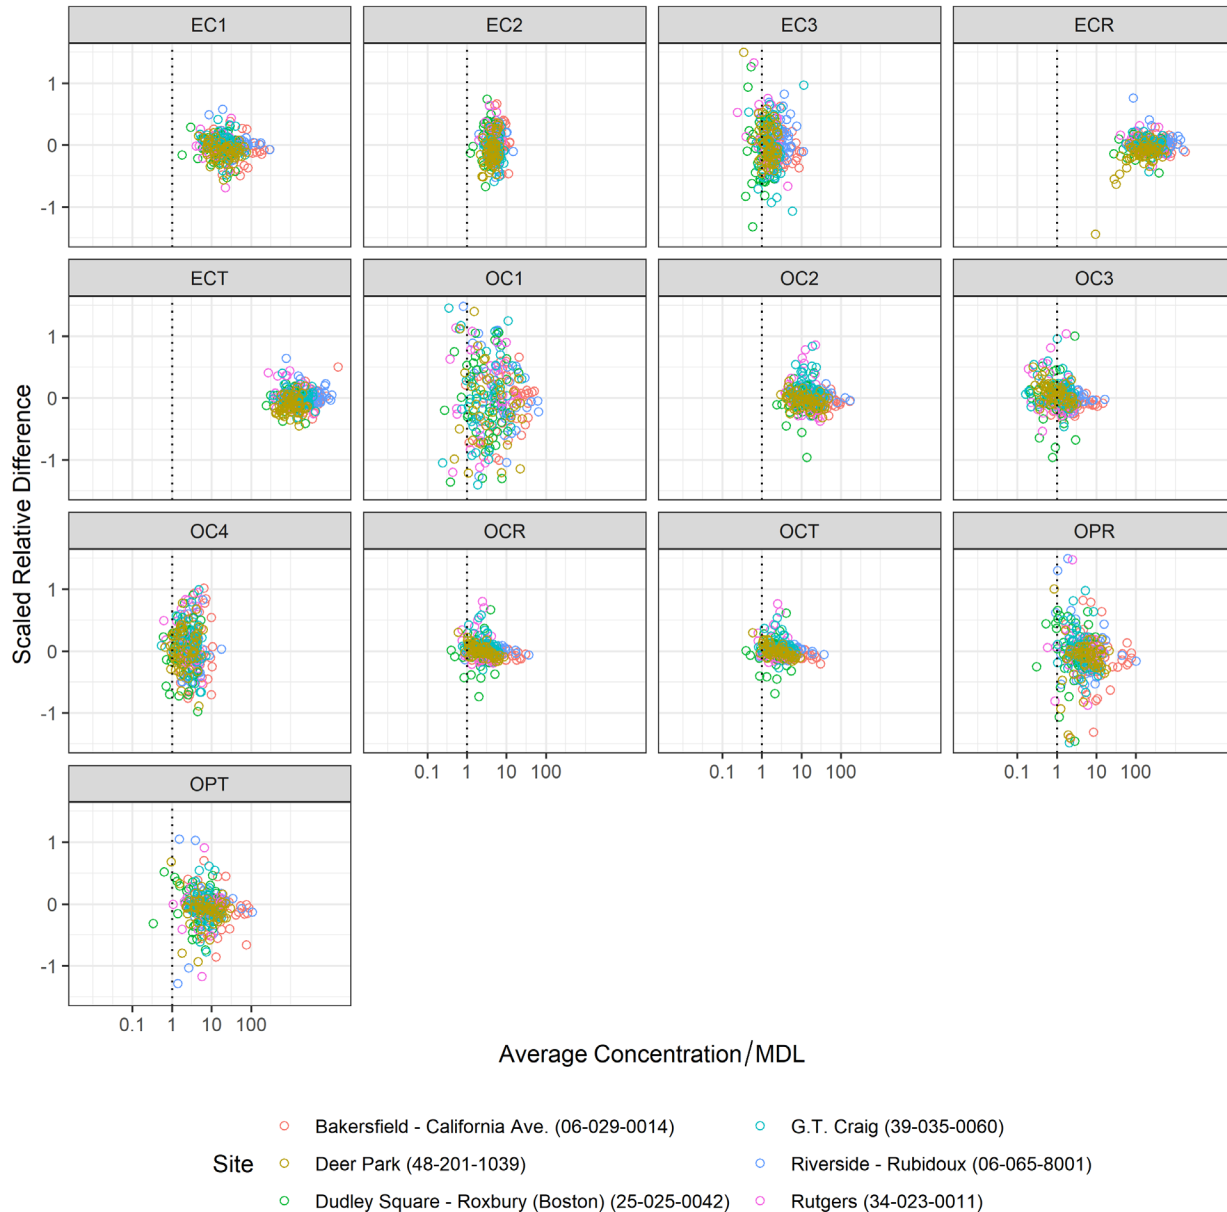 EC1 EC2 EC3 ECR
1
0
-1
ECT OC1 OC2 OC3
1
0
-1
Scaled Relative Difference
OC4 OCR OCT OPR
1
0
-1
0.1 1 10 100 0.1 1 10 100 0.1 1 10 100
OPT
1
0
-1
0.1 1 10 100
Average Concentration/MDL
Site
Bakersfield - California Ave. (06-029-0014)
Deer Park (48-201-1039)
Dudley Square - Roxbury (Boston) (25-025-0042)
G.T. Craig (39-035-0060)
Riverside - Rubidoux (06-065-8001)
Rutgers (34-023-0011)